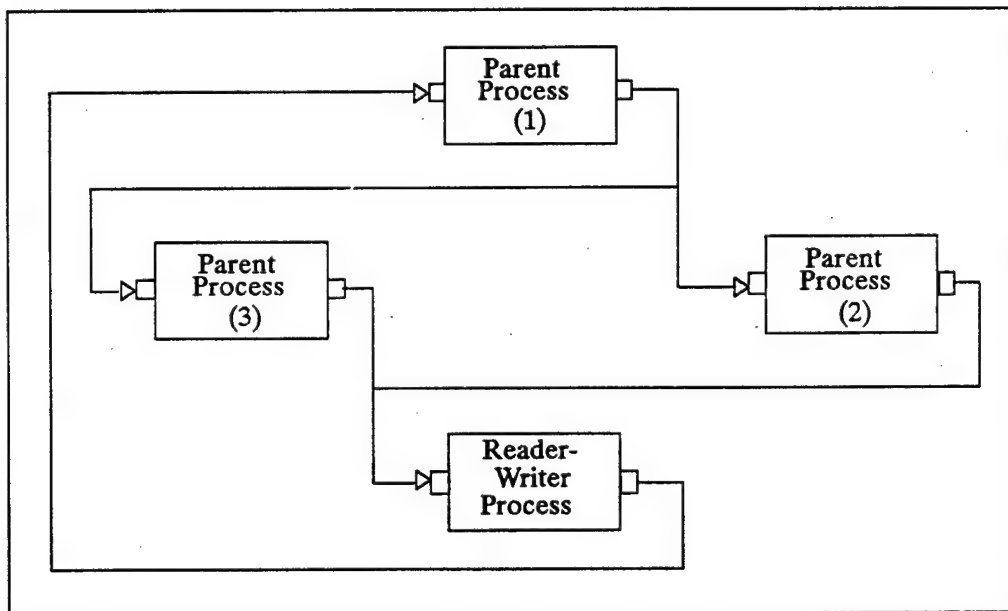 Parent
Process
(1)
Parent
Process
(3)
Parent
Process
(2)
Reader-
Writer
Process